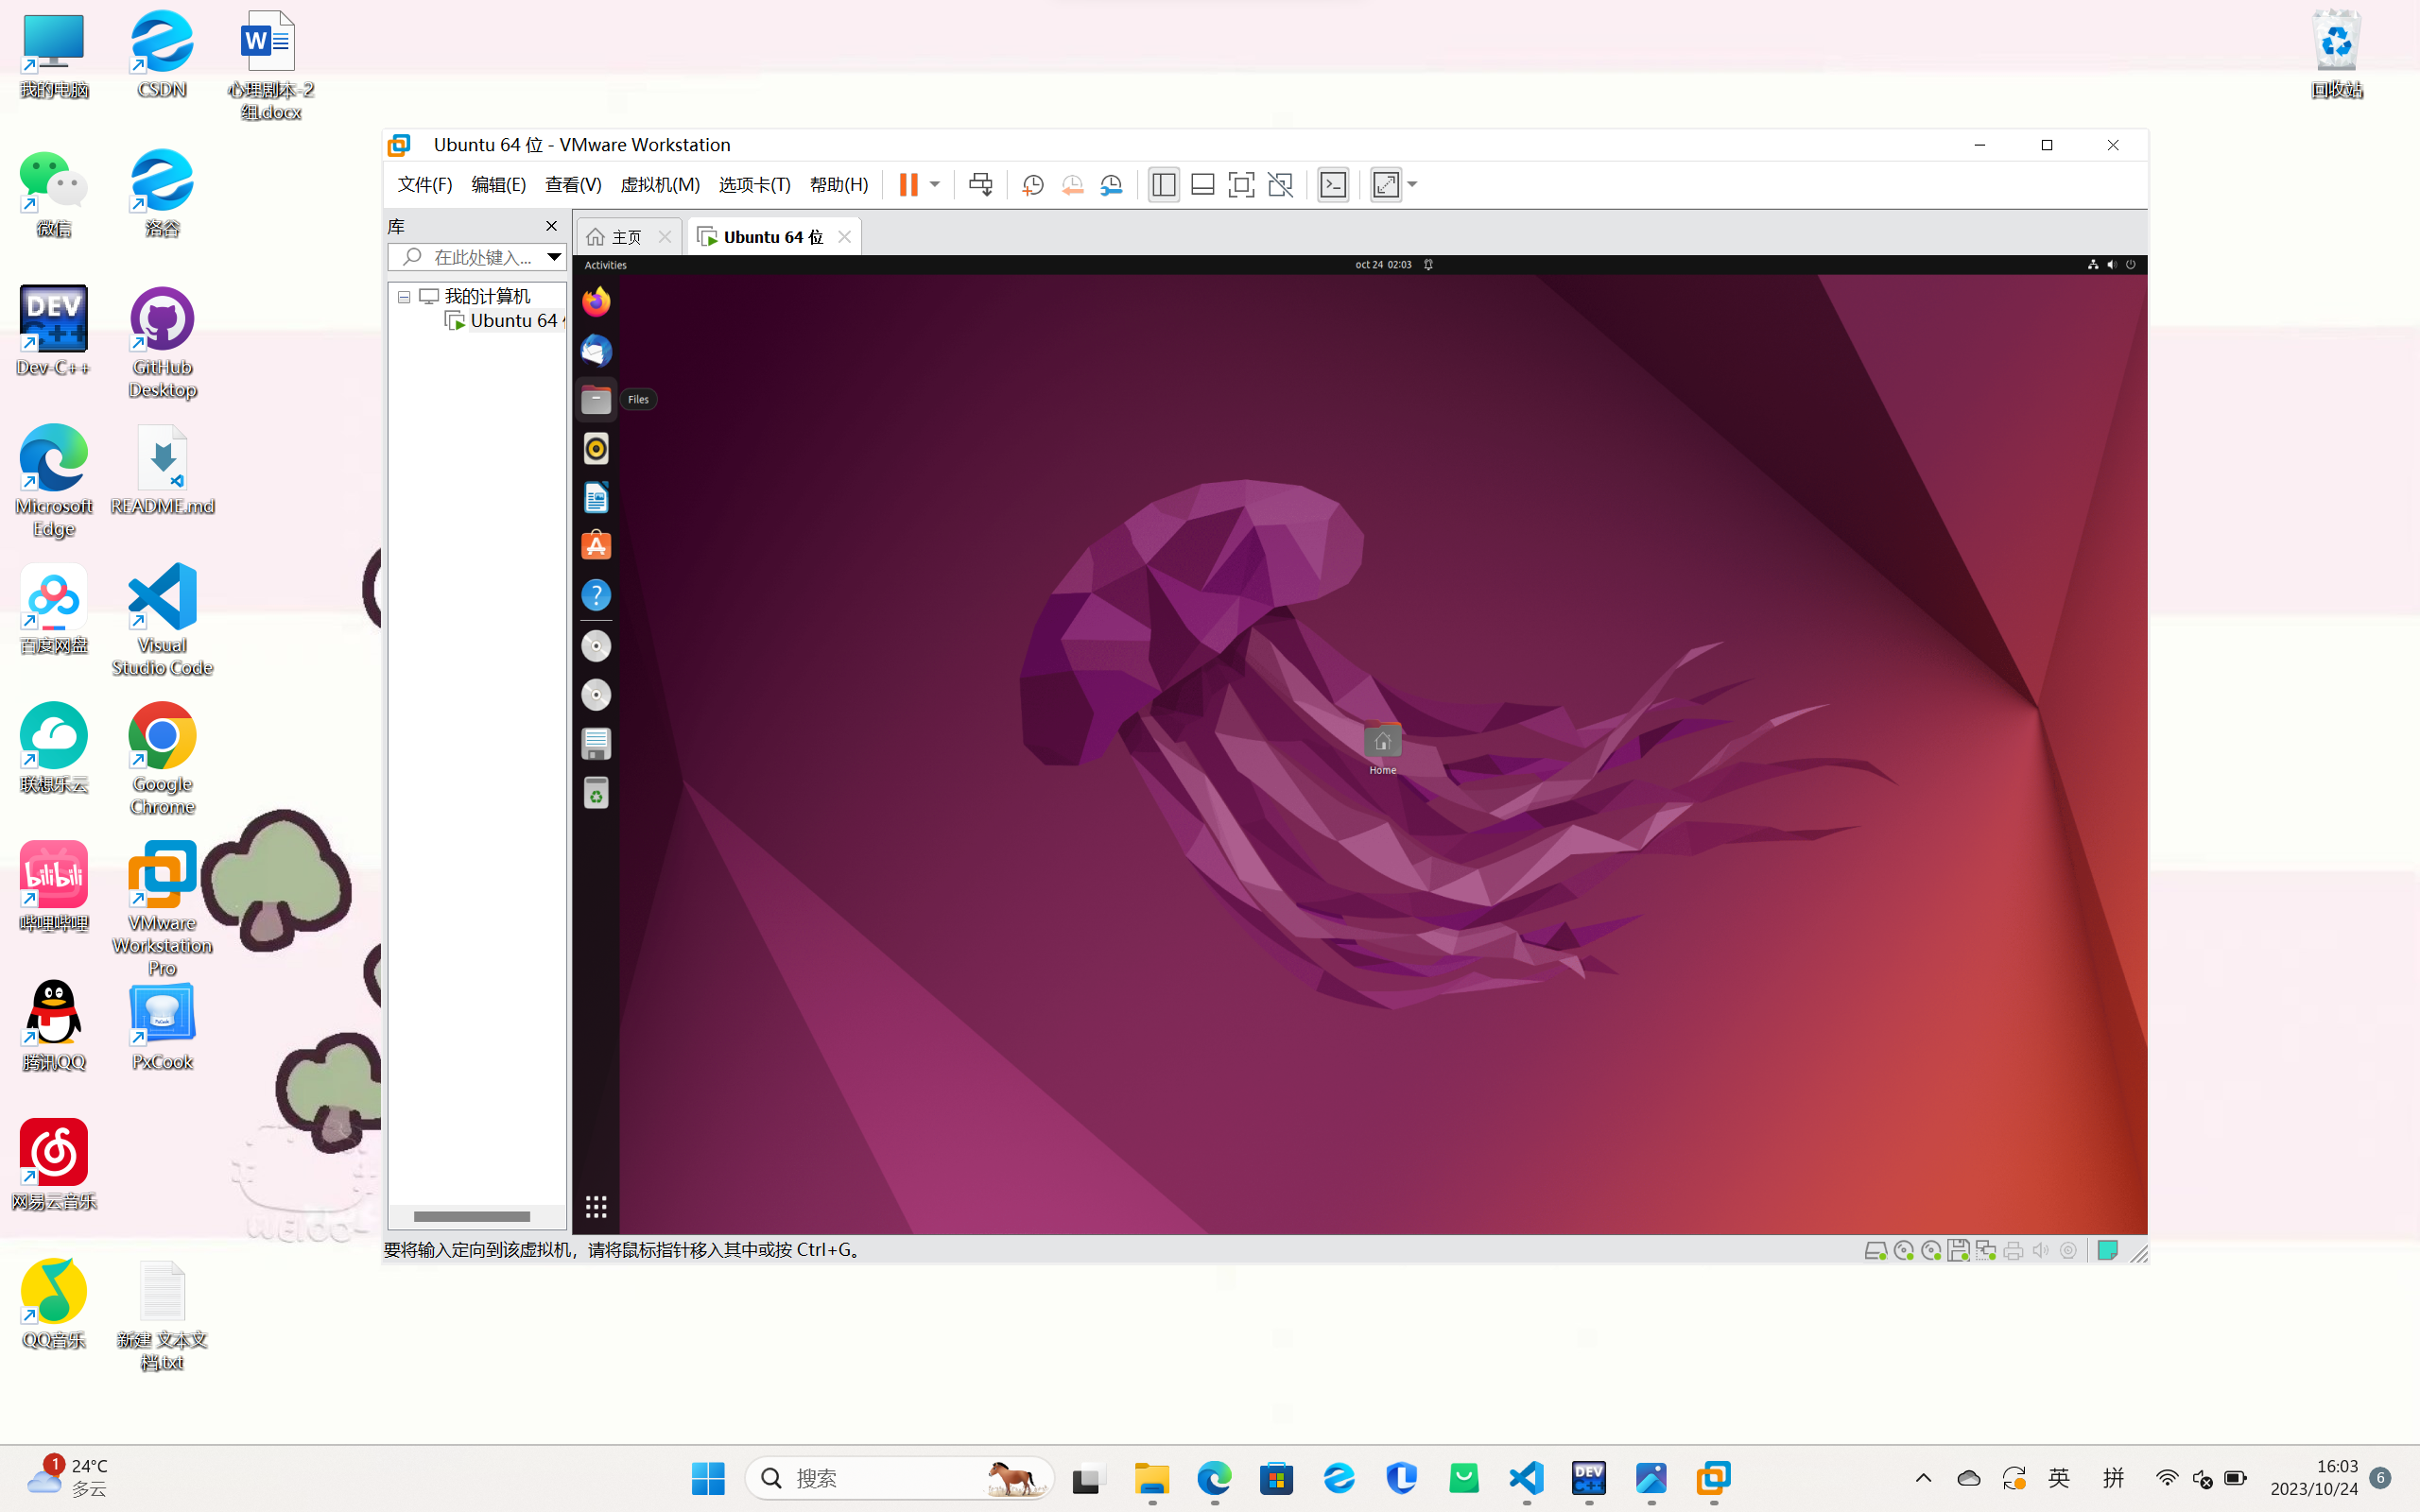 我的电脑
CSDN
心理剧本-2
组.docx
回收站
微信
洛谷
DEV
C++
Dev-C++
GitHub
Desktop
Microsoft
Edge
README.md
百度网盘
Visual
Studio Code
联想乐云
Google
Chrome
bilibili
哔哩哔哩
VMware
Workstation
Pro
腾讯QQ
PxCook
网易云音乐
QQ音乐
新建 文本文
档.txt
Ubuntu 64 位 - VMware Workstation
文件(F) 编辑(E) 查看(V) 虚拟机(M) 选项卡(T) 帮助(H)
库
在此处键入...
我的计算机
Ubuntu 64
主页
Ubuntu 64 位
Activities
oct 24 02:03
Files
Home
要将输入定向到该虚拟机，请将鼠标指针移入其中或按 Ctrl+G。
1
24°C
多云
搜索
DEV
英
拼
16:03
2023/10/24
6